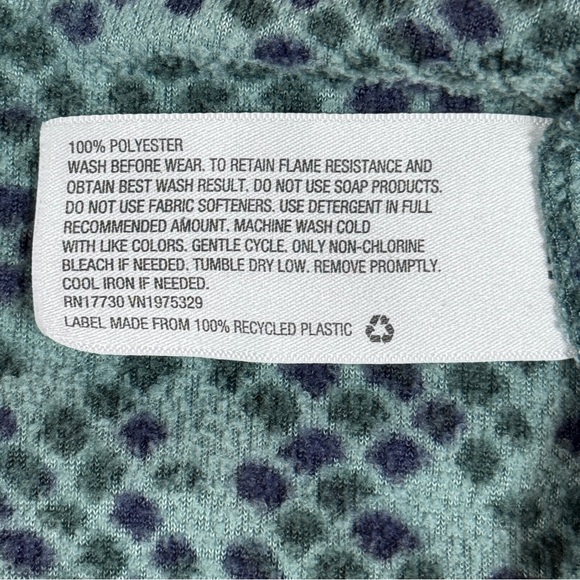 100% POLYESTER
WASH BEFORE WEAR. TO RETAIN FLAME RESISTANCE AND
OBTAIN BEST WASH RESULT. DO NOT USE SOAP PRODUCTS.
DO NOT USE FABRIC SOFTENERS. USE DETERGENT IN FULL
RECOMMENDED AMOUNT. MACHINE WASH COLD
WITH LIKE COLORS. GENTLE CYCLE. ONLY NON-CHLORINE
BLEACH IF NEEDED. TUMBLE DRY LOW. REMOVE PROMPTLY.
COOL IRON IF NEEDED.
RN17730 VN1975329
LABEL MADE FROM 100% RECYCLED PLASTIC